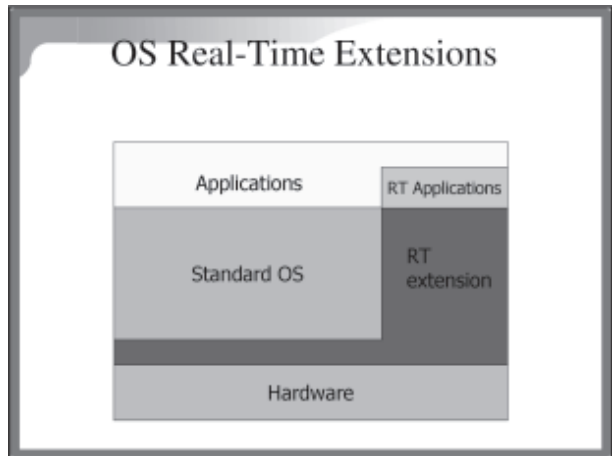 OS Real-Time Extensions
Applications
RT Applications
Standard OS
RT
extension
Hardware